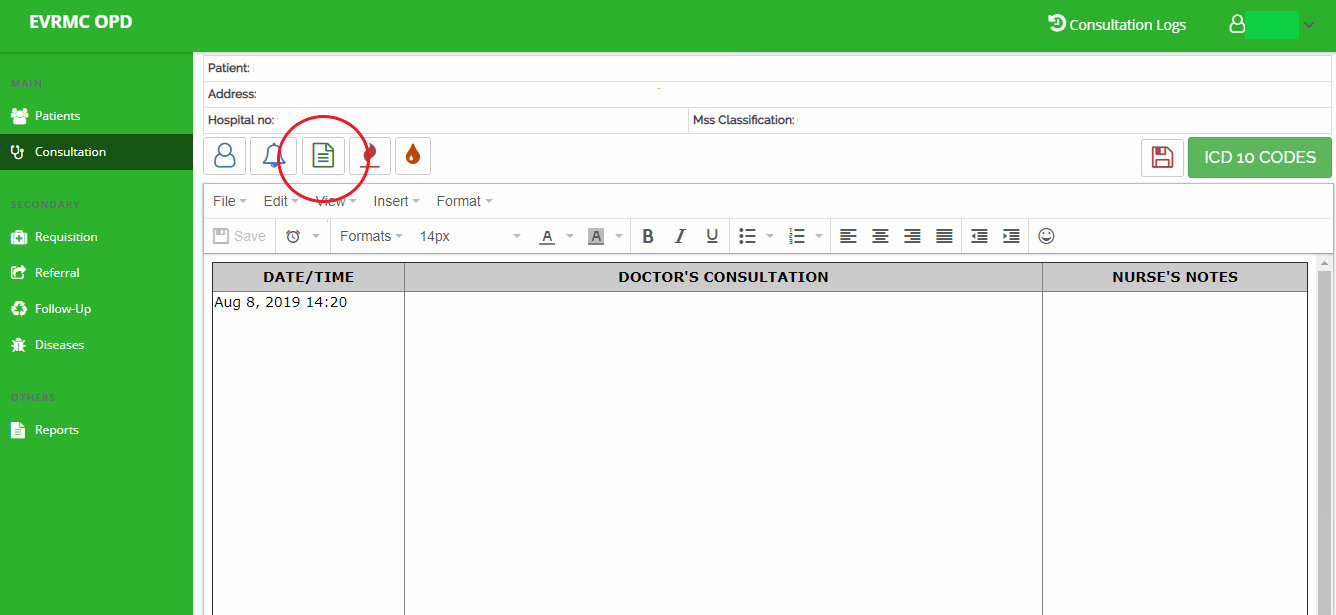 EVRMC OPD
Consultation Logs
MAIN
Patients
Consultation
SECONDARY
Requisition
Referral
Follow-Up
Diseases
OTHERS
Reports
Patient:
Address:
Hospital no:
Mss Classification:
ICD 10 CODES
File Edit View Insert Format
Save Formats 14px A A B I U
DATE/TIME DOCTOR'S CONSULTATION NURSE'S NOTES
Aug 8, 2019 14:20